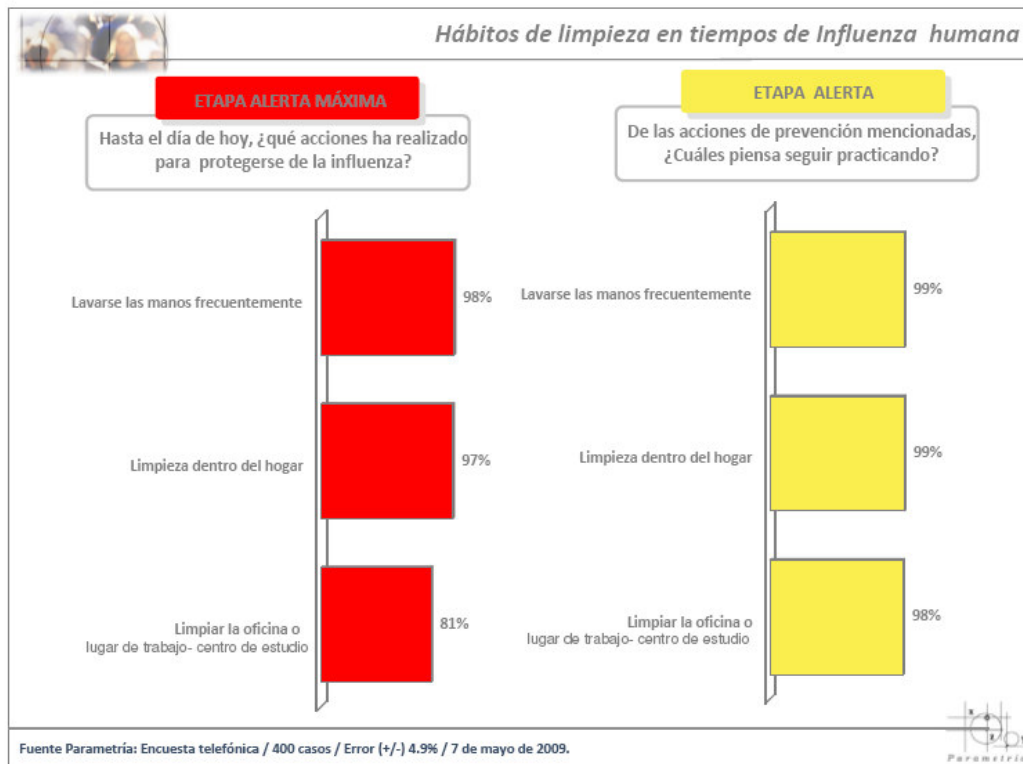 Hábitos de limpieza en tiempos de Influenza humana
ETAPA ALERTA MÁXIMA
Hasta el día de hoy, ¿qué acciones ha realizado
para protegerse de la influenza?
Lavarse las manos frecuentemente
98%
Limpieza dentro del hogar
97%
Limpiar la oficina o
lugar de trabajo- centro de estudio
81%
ETAPA ALERTA
De las acciones de prevención mencionadas,
¿Cuáles piensa seguir practicando?
Lavarse las manos frecuentemente
99%
Limpieza dentro del hogar
99%
Limpiar la oficina o
lugar de trabajo- centro de estudio
98%
Fuente Parametría: Encuesta telefónica / 400 casos / Error (+/-) 4.9% / 7 de mayo de 2009.